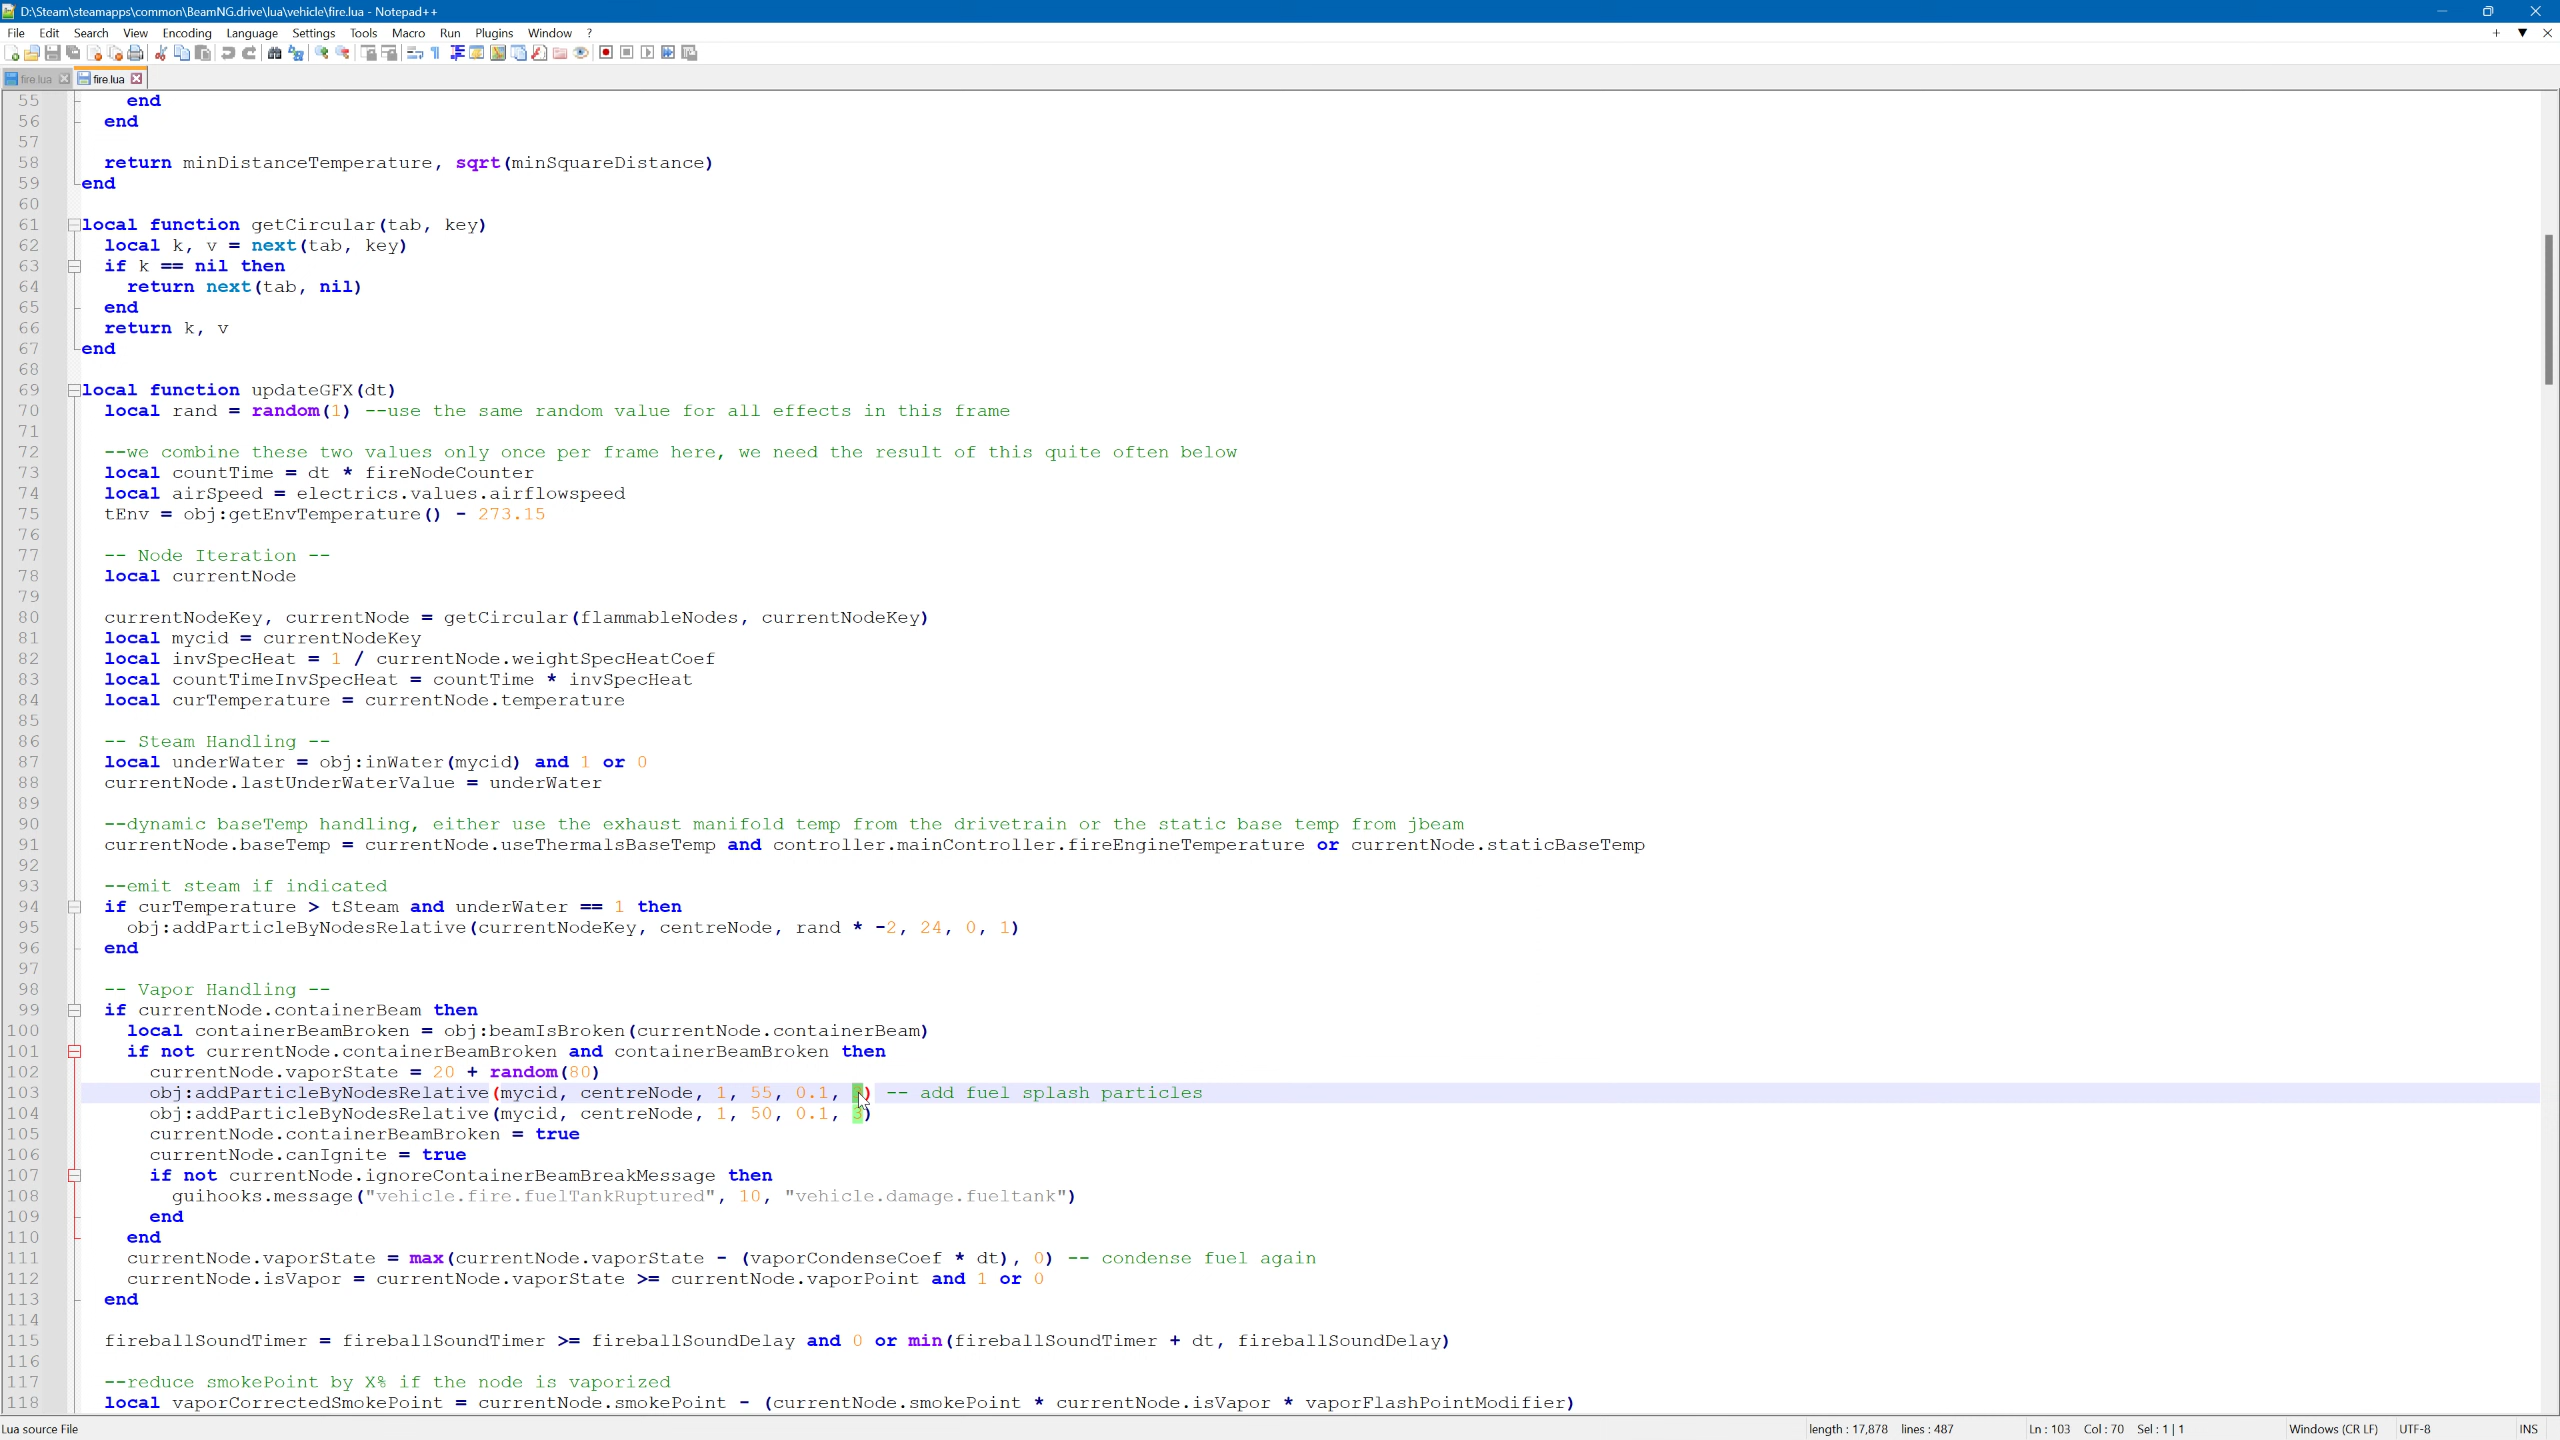 D:\Steam\steamapps\common\BeamNG.drive\lua\vehicle\fire.lua - Notepad++
File Edit Search View Encoding Language Settings Tools Macro Run Plugins Window ?
fire.lua fire.lua
55 end
56 end
57
58 return minDistanceTemperature, sqrt(minSquareDistance)
59 end
60
61 local function getCircular(tab, key)
62 local k, v = next(tab, key)
63 if k == nil then
64 return next(tab, nil)
65 end
66 return k, v
67 end
68
69 local function updateGFX(dt)
70 local rand = random(1) --use the same random value for all effects in this frame
71
72 --we combine these two values only once per frame here, we need the result of this quite often below
73 local countTime = dt * fireNodeCounter
74 local airSpeed = electrics.values.airflowspeed
75 tEnv = obj:getEnvTemperature() - 273.15
76
77 -- Node Iteration --
78 local currentNode
79
80 currentNodeKey, currentNode = getCircular(flammableNodes, currentNodeKey)
81 local mycid = currentNodeKey
82 local invSpecHeat = 1 / currentNode.weightSpecHeatCoef
83 local countTimeInvSpecHeat = countTime * invSpecHeat
84 local curTemperature = currentNode.temperature
85
86 -- Steam Handling --
87 local underWater = obj:inWater(mycid) and 1 or 0
88 currentNode.lastUnderWaterValue = underWater
89
90 --dynamic baseTemp handling, either use the exhaust manifold temp from the drivetrain or the static base temp from jbeam
91 currentNode.baseTemp = currentNode.useThermalsBaseTemp and controller.mainController.fireEngineTemperature or currentNode.staticBaseTemp
92
93 --emit steam if indicated
94 if curTemperature > tSteam and underWater == 1 then
95 obj:addParticleByNodesRelative(currentNodeKey, centreNode, rand * -2, 24, 0, 1)
96 end
97
98 -- Vapor Handling --
99 if currentNode.containerBeam then
100 local containerBeamBroken = obj:beamIsBroken(currentNode.containerBeam)
101 if not currentNode.containerBeamBroken and containerBeamBroken then
102 currentNode.vaporState = 20 + random(80)
103 obj:addParticleByNodesRelative(mycid, centreNode, 1, 55, 0.1, ) -- add fuel splash particles
104 obj:addParticleByNodesRelative(mycid, centreNode, 1, 50, 0.1, 3)
105 currentNode.containerBeamBroken = true
106 currentNode.canIgnite = true
107 if not currentNode.ignoreContainerBeamBreakMessage then
108 guihooks.message("vehicle.fire.fuelTankRuptured", 10, "vehicle.damage.fueltank")
109 end
110 end
111 currentNode.vaporState = max(currentNode.vaporState - (vaporCondenseCoef * dt), 0) -- condense fuel again
112 currentNode.isVapor = currentNode.vaporState >= currentNode.vaporPoint and 1 or 0
113 end
114
115 fireballSoundTimer = fireballSoundTimer >= fireballSoundDelay and 0 or min(fireballSoundTimer + dt, fireballSoundDelay)
116
117 --reduce smokePoint by X% if the node is vaporized
118 local vaporCorrectedSmokePoint = currentNode.smokePoint - (currentNode.smokePoint * currentNode.isVapor * vaporFlashPointModifier)
Lua source File length : 17,878 lines : 487 Ln : 103 Col : 70 Sel : 1 | 1 Windows (CR LF) UTF-8 INS